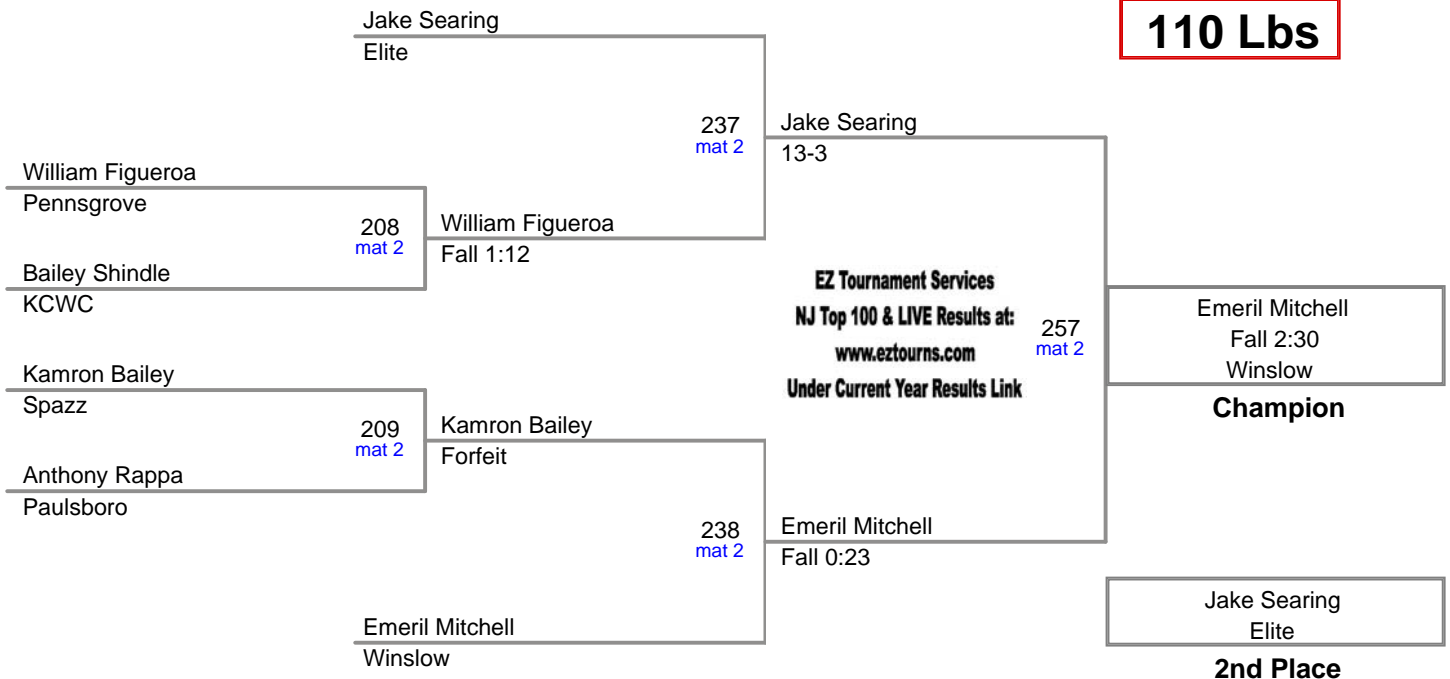 Jake Searing
110 Lbs
Elite
237
mat 2
Jake Searing
13-3
William Figueroa
Pennsgrove
208
mat 2
William Figueroa
Fall 1:12
Bailey Shindle
KCWC
EZ Tournament Services
NJ Top 100 & LIVE Results at:
www.eztourns.com
Under Current Year Results Link
257
mat 2
Emeril Mitchell
Fall 2:30
Winslow
Champion
Kamron Bailey
Spazz
209
mat 2
Kamron Bailey
Forfeit
Anthony Rappa
Paulsboro
238
mat 2
Emeril Mitchell
Fall 0:23
Emeril Mitchell
Winslow
Jake Searing
Elite
2nd Place